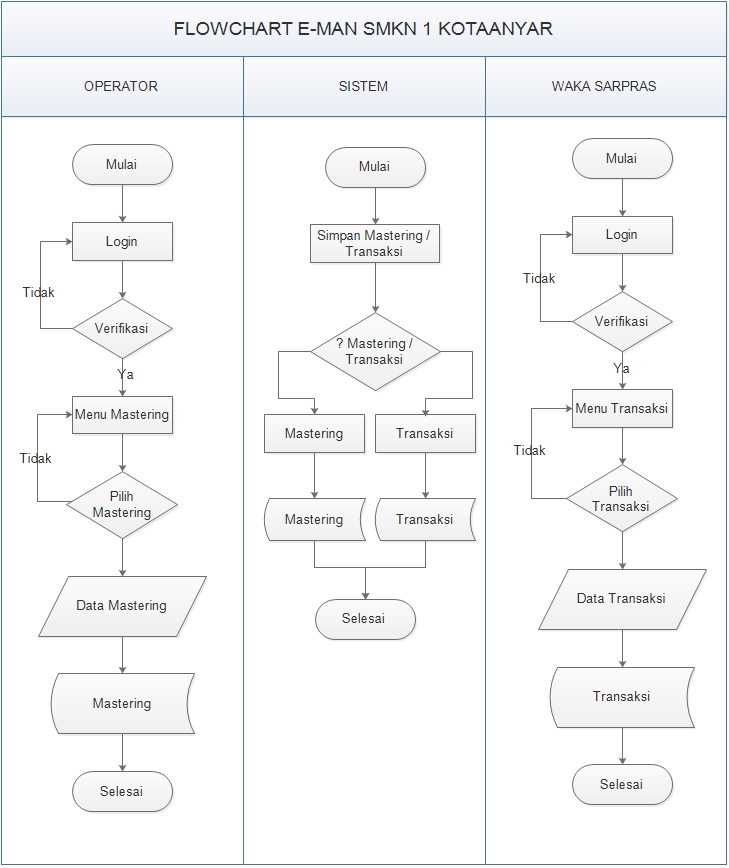 FLOWCHART E-MAN SMKN 1 KOTAANYAR
OPERATOR
SISTEM
WAKA SARPRAS
Mulai
Login
Tidak
Verifikasi
Ya
Menu Mastering
Tidak
Pilih
Mastering
Data Mastering
Mastering
Selesai
Mulai
Simpan Mastering /
Transaksi
? Mastering /
Transaksi
Mastering
Transaksi
Mastering
Transaksi
Selesai
Mulai
Login
Tidak
Verifikasi
Ya
Menu Transaksi
Tidak
Pilih
Transaksi
Data Transaksi
Transaksi
Selesai